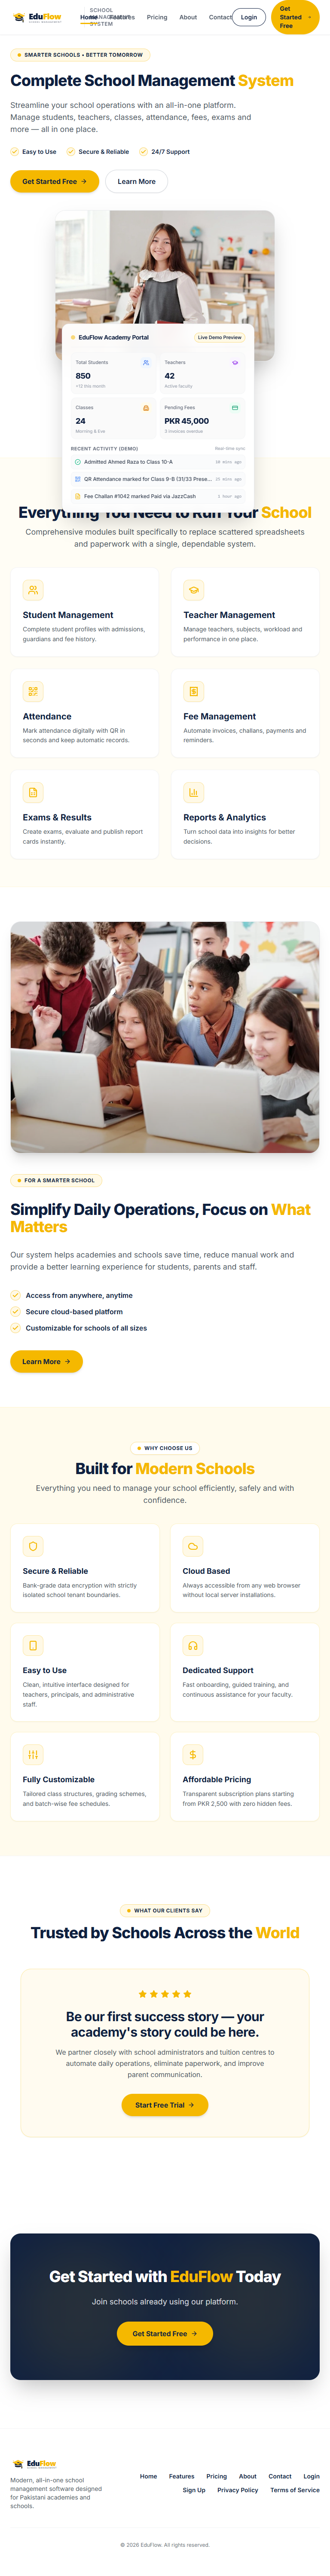 EduFlow
SCHOOL MANAGEMENT SYSTEM
Home Features Pricing About Contact Login Get Started Free →
SMARTER SCHOOLS • BETTER TOMORROW
Complete School Management System
Streamline your school operations with an all-in-one platform.
Manage students, teachers, classes, attendance, fees, exams and
more — all in one place.
Easy to Use Secure & Reliable 24/7 Support
Get Started Free → Learn More
EduFlow Academy Portal Live Demo Preview
Total Students Teachers
850 42
+12 this month Active faculty
Classes Pending Fees
24 PKR 45,000
Morning & Eve 3 invoices overdue
RECENT ACTIVITY (DEMO) Real-time sync
Admitted Ahmed Raza to Class 10-A 10 mins ago
QR Attendance marked for Class 9-B (31/33 Prese...
Fee Challan #1042 marked Paid via JazzCash 1 hour ago
Everything You Need to Run Your School
Comprehensive modules built specifically to replace scattered spreadsheets
and paperwork with a single, dependable system.
Student Management
Complete student profiles with admissions,
guardians and fee history.
Teacher Management
Manage teachers, subjects, workload and
performance in one place.
Attendance
Mark attendance digitally with QR in
seconds and keep automatic records.
Fee Management
Automate invoices, challans, payments and
reminders.
Exams & Results
Create exams, evaluate and publish report
cards instantly.
Reports & Analytics
Turn school data into insights for better
decisions.
FOR A SMARTER SCHOOL
Simplify Daily Operations, Focus on What
Matters
Our system helps academies and schools save time, reduce manual work and
provide a better learning experience for students, parents and staff.
Access from anywhere, anytime
Secure cloud-based platform
Customizable for schools of all sizes
Learn More →
WHY CHOOSE US
Built for Modern Schools
Everything you need to manage your school efficiently, safely and with
confidence.
Secure & Reliable
Bank-grade data encryption with strictly
isolated school tenant boundaries.
Cloud Based
Always accessible from any web browser
without local server installations.
Easy to Use
Clean, intuitive interface designed for
teachers, principals, and administrative
staff.
Dedicated Support
Fast onboarding, guided training, and
continuous assistance for your faculty.
Fully Customizable
Tailored class structures, grading schemes,
and batch-wise fee schedules.
Affordable Pricing
Transparent subscription plans starting
from PKR 2,500 with zero hidden fees.
WHAT OUR CLIENTS SAY
Trusted by Schools Across the World
Be our first success story — your
academy's story could be here.
We partner closely with school administrators and tuition centres to
automate daily operations, eliminate paperwork, and improve
parent communication.
Start Free Trial →
Get Started with EduFlow Today
Join schools already using our platform.
Get Started Free →
EduFlow
Modern, all-in-one school
management software designed
for Pakistani academies and
schools.
Home Features Pricing About Contact Login
Sign Up Privacy Policy Terms of Service
© 2026 EduFlow. All rights reserved.